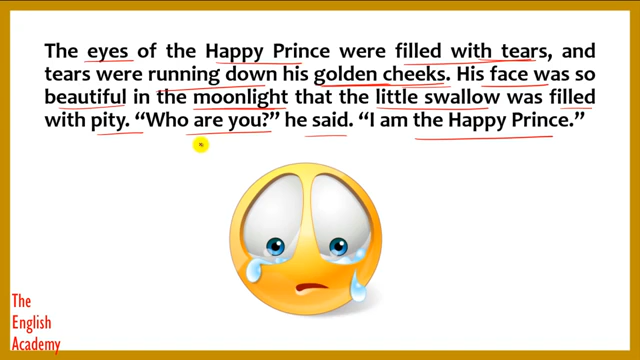 The eyes of the Happy Prince were filled with tears, and
tears were running down his golden cheeks. His face was so
beautiful in the moonlight that the little swallow was filled
with pity. “Who are you?” he said. “I am the Happy Prince.”
The
English
Academy